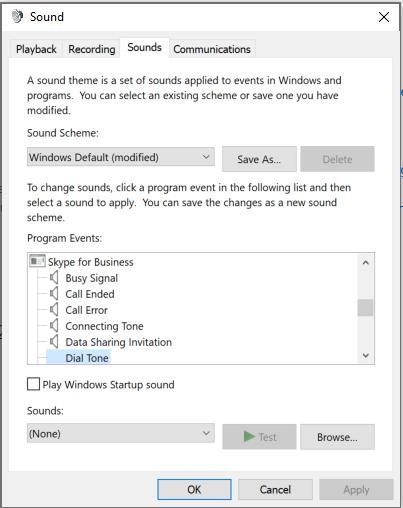 Sound
Playback Recording Sounds Communications
A sound theme is a set of sounds applied to events in Windows and
programs. You can select an existing scheme or save one you have
modified.
Sound Scheme:
Windows Default (modified)
Save As...
Delete
To change sounds, click a program event in the following list and then
select a sound to apply. You can save the changes as a new sound
scheme.
Program Events:
Skype for Business
Busy Signal
Call Ended
Call Error
Connecting Tone
Data Sharing Invitation
Dial Tone
Play Windows Startup sound
Sounds:
(None)
Test
Browse...
OK
Cancel
Apply